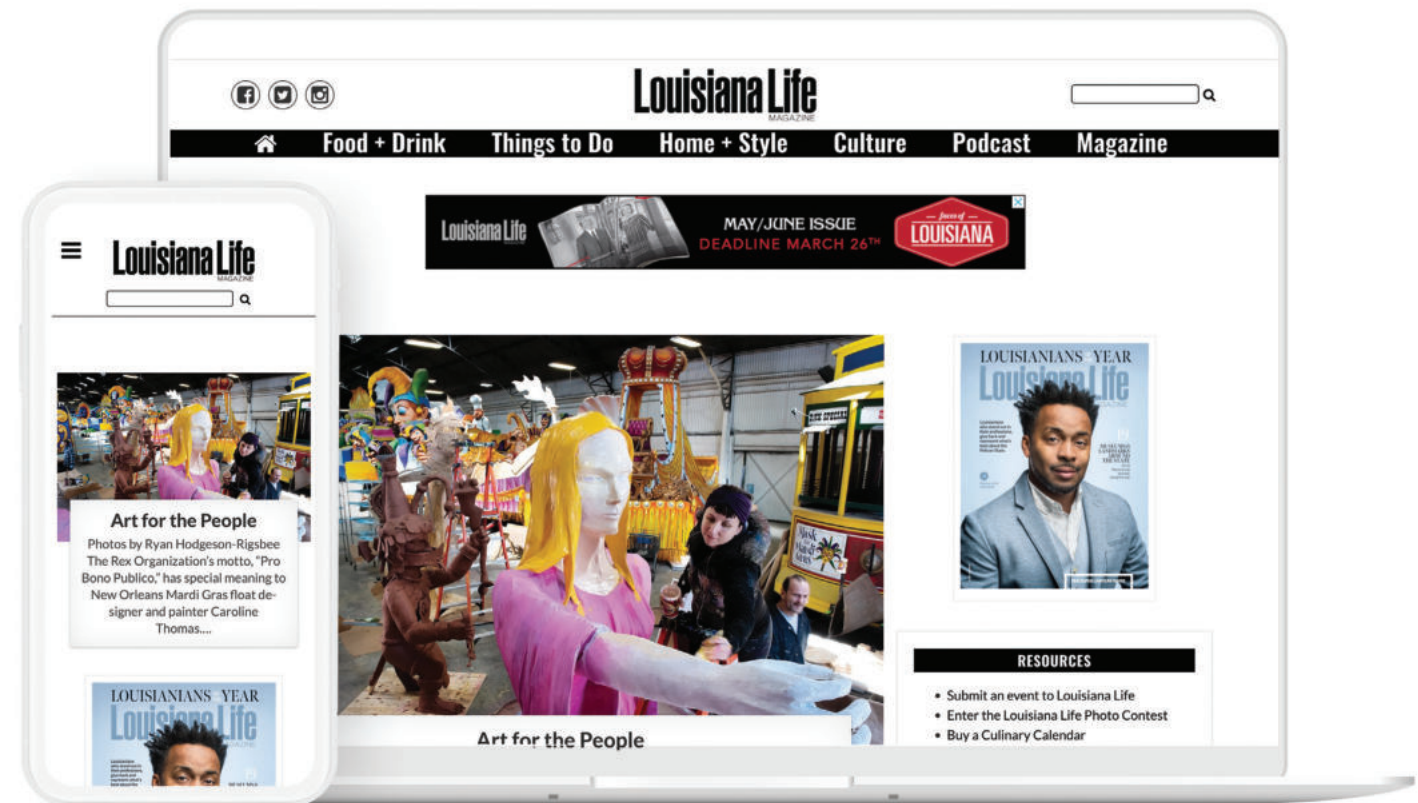 Louisiana Life
MAGAZINE
Food + Drink Things to Do Home + Style Culture Podcast Magazine
Louisiana Life
MAY/JUNE ISSUE
DEADLINE MARCH 26TH
faces of
LOUISIANA
Louisiana Life
MAGAZINE
Art for the People
Photos by Ryan Hodgeson-Rigsbee
The Rex Organization's motto, "Pro
Bono Publico," has special meaning to
New Orleans Mardi Gras float de-
signer and painter Caroline
Thomas....
LOUISIANIANS YEAR
Louisiana Life
MAGAZINE
Art for the People
LOUISIANIANS YEAR
Louisiana Life
MAGAZINE
RESOURCES
• Submit an event to Louisiana Life
• Enter the Louisiana Life Photo Contest
• Buy a Culinary Calendar